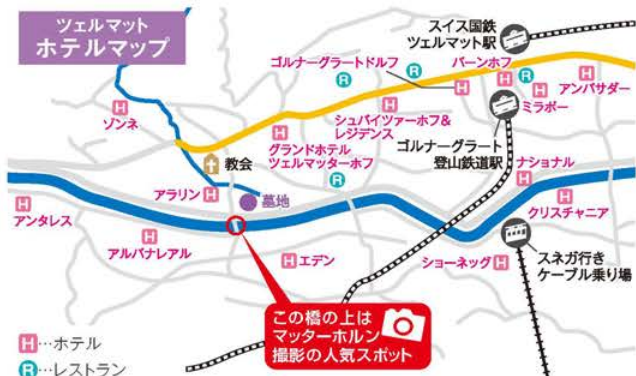 ツェルマット
ホテルマップ
スイス国鉄
ツェルマット駅
ゴルナーグラートドルフ
バーンホフ
R
R
R
H
H
H
アンバサダー
H
ミラボー
H
ゾンネ
H
シュバイツァーホフ&
レジデンス
H
グランドホテル
ツェルマッターホフ
ゴルナーグラート
登山鉄道駅
教会
R
ナショナル
H
アラリン H
墓地
H
クリスチャニア
H
アンタレス
H
アルバナレアル
H エデン
ショーネッグ H
スネガ行き
ケーブル乗り場
この橋の上は
マッターホルン
撮影の人気スポット
H…ホテル
R…レストラン